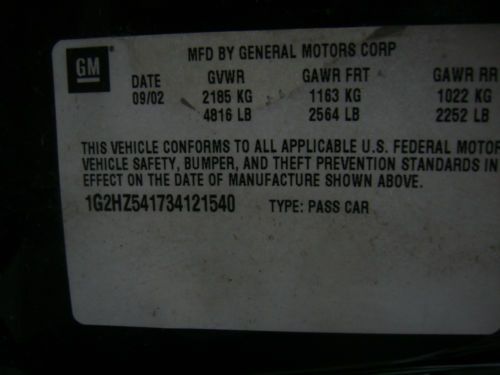 GM
MFD BY GENERAL MOTORS CORP
DATE GVWR GAWR FRT GAWR RR
09/02 2185 KG 1163 KG 1022 KG
4816 LB 2564 LB 2252 LB
THIS VEHICLE CONFORMS TO ALL APPLICABLE U.S. FEDERAL MOTOR
VEHICLE SAFETY, BUMPER, AND THEFT PREVENTION STANDARDS IN
EFFECT ON THE DATE OF MANUFACTURE SHOWN ABOVE.
1G2HZ541734121540 TYPE: PASS CAR